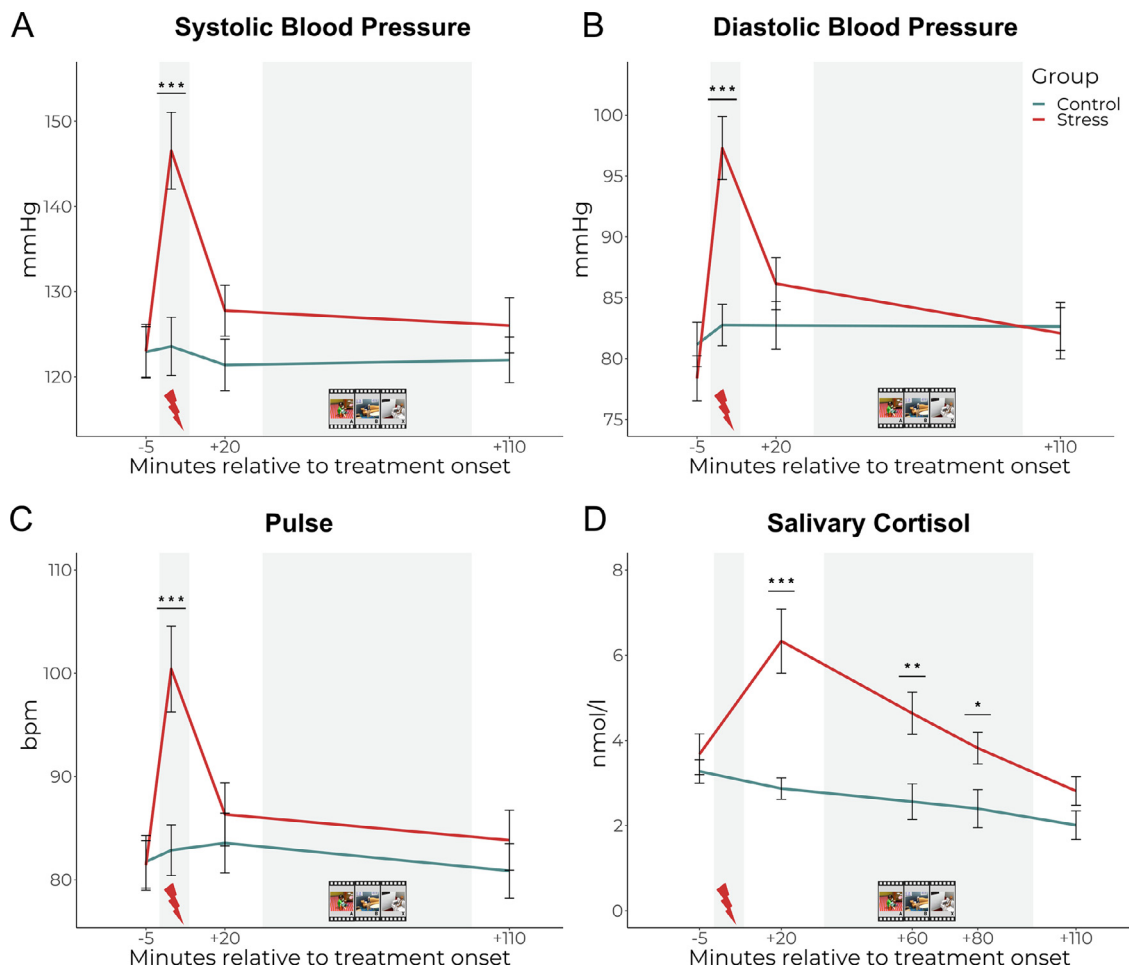 A
Systolic Blood Pressure
***
150
140
130
120
mmHg
A B X
-5 +20 +110
Minutes relative to treatment onset
B
Diastolic Blood Pressure
Group
Control
Stress
***
100
95
90
85
80
75
mmHg
A B X
-5 +20 +110
Minutes relative to treatment onset
C
Pulse
***
110
100
90
80
bpm
A B X
-5 +20 +110
Minutes relative to treatment onset
D
Salivary Cortisol
***
**
*
8
6
4
2
0
nmol/l
A B X
-5 +20 +60 +80 +110
Minutes relative to treatment onset